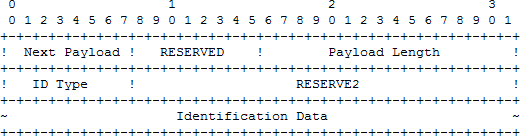 0                   1                   2                   3
 0 1 2 3 4 5 6 7 8 9 0 1 2 3 4 5 6 7 8 9 0 1 2 3 4 5 6 7 8 9 0 1
+-+-+-+-+-+-+-+-+-+-+-+-+-+-+-+-+-+-+-+-+-+-+-+-+-+-+-+-+-+-+-+-+
!  Next Payload !   RESERVED    !        Payload Length         !
+-+-+-+-+-+-+-+-+-+-+-+-+-+-+-+-+-+-+-+-+-+-+-+-+-+-+-+-+-+-+-+-+
!   ID Type     !                    RESERVE2                   !
+-+-+-+-+-+-+-+-+-+-+-+-+-+-+-+-+-+-+-+-+-+-+-+-+-+-+-+-+-+-+-+-+
~                     Identification Data                       ~
+-+-+-+-+-+-+-+-+-+-+-+-+-+-+-+-+-+-+-+-+-+-+-+-+-+-+-+-+-+-+-+-+